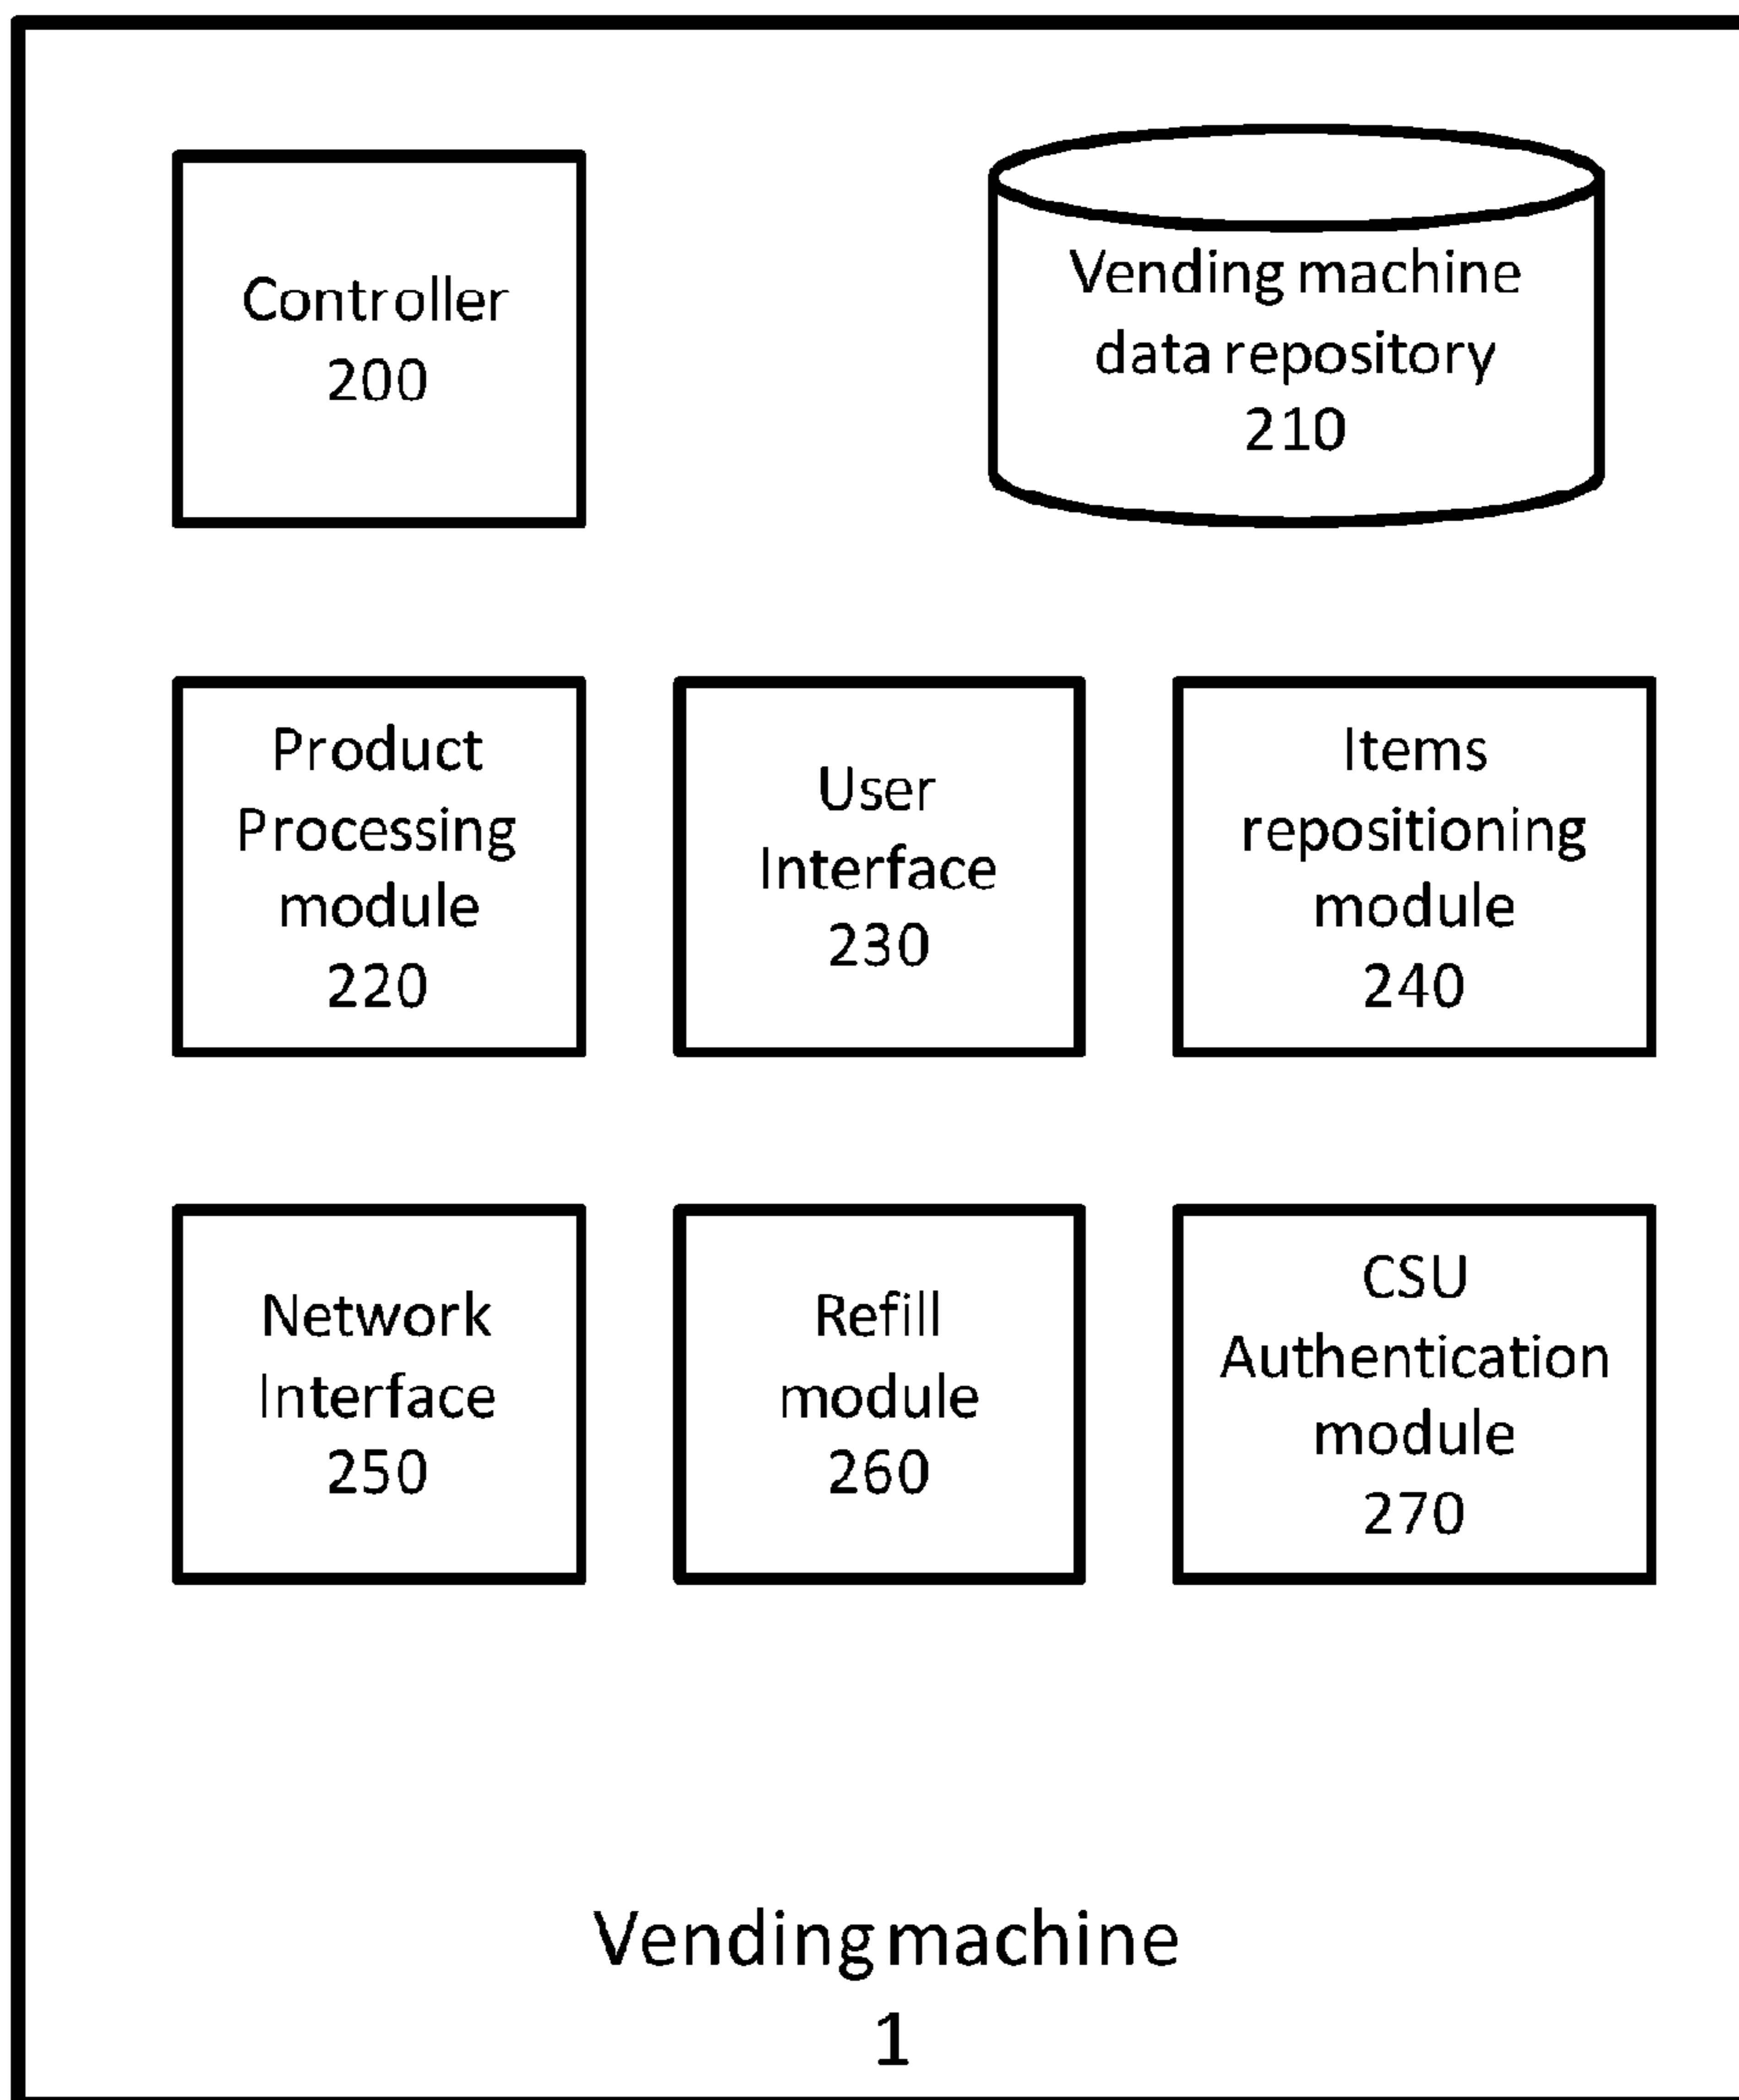 Controller
200
Vending machine
data repository
210
Product
Processing
module
220
User
Interface
230
Items
repositioning
module
240
Network
Interface
250
Refill
module
260
CSU
Authentication
module
270
Vending machine
1